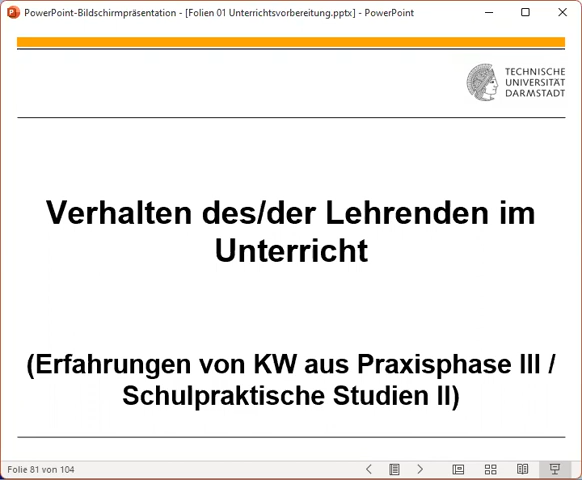 PowerPoint-Bildschirmpräsentation - [Folien 01 Unterrichtsvorbereitung.pptx] - PowerPoint
TECHNISCHE
UNIVERSITÄT
DARMSTADT
Verhalten des/der Lehrenden im
Unterricht
(Erfahrungen von KW aus Praxisphase III /
Schulpraktische Studien II)
Folie 81 von 104